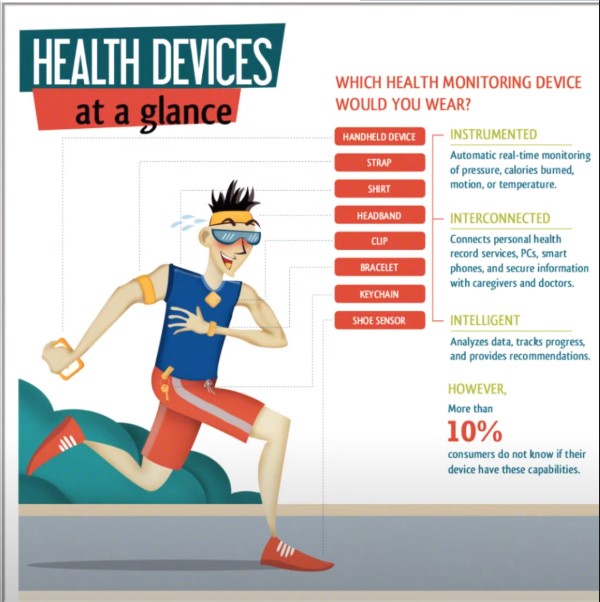 HEALTH DEVICES
at a glance
WHICH HEALTH MONITORING DEVICE
WOULD YOU WEAR?
HANDHELD DEVICE
STRAP
SHIRT
HEADBAND
CLIP
BRACELET
KEYCHAIN
SHOE SENSOR
INSTRUMENTED
Automatic real-time monitoring
of pressure, calories burned,
motion, or temperature.
INTERCONNECTED
Connects personal health
record services, PCs, smart
phones, and secure information
with caregivers and doctors.
INTELLIGENT
Analyzes data, tracks progress,
and provides recommendations.
HOWEVER,
More than
10%
consumers do not know if their
device have these capabilities.